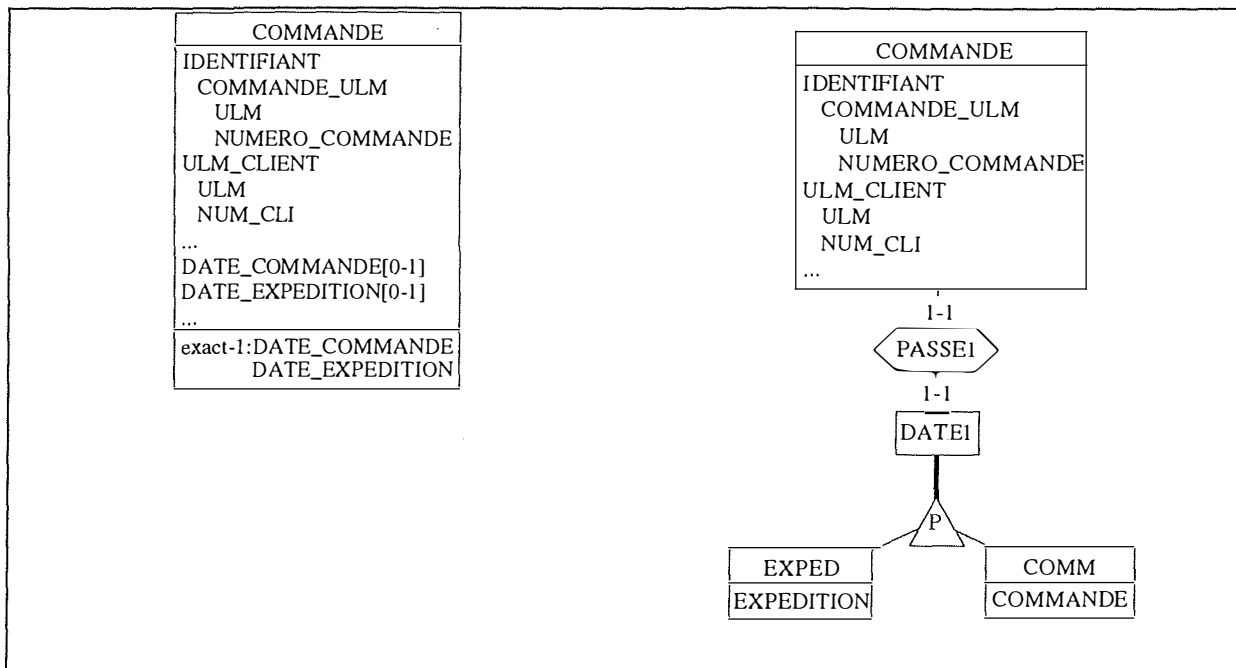 COMMANDE
IDENTIFIANT
COMMANDE_ULM
ULM
NUMERO_COMMANDE
ULM_CLIENT
ULM
NUM_CLI
...
DATE_COMMANDE[0-1]
DATE_EXPEDITION[0-1]
...
exact-1:DATE_COMMANDE
DATE_EXPEDITION
COMMANDE
IDENTIFIANT
COMMANDE_ULM
ULM
NUMERO_COMMANDE
ULM_CLIENT
ULM
NUM_CLI
...
1-1
PASSE1
1-1
DATE1
P
EXPED
EXPEDITION
COMM
COMMANDE